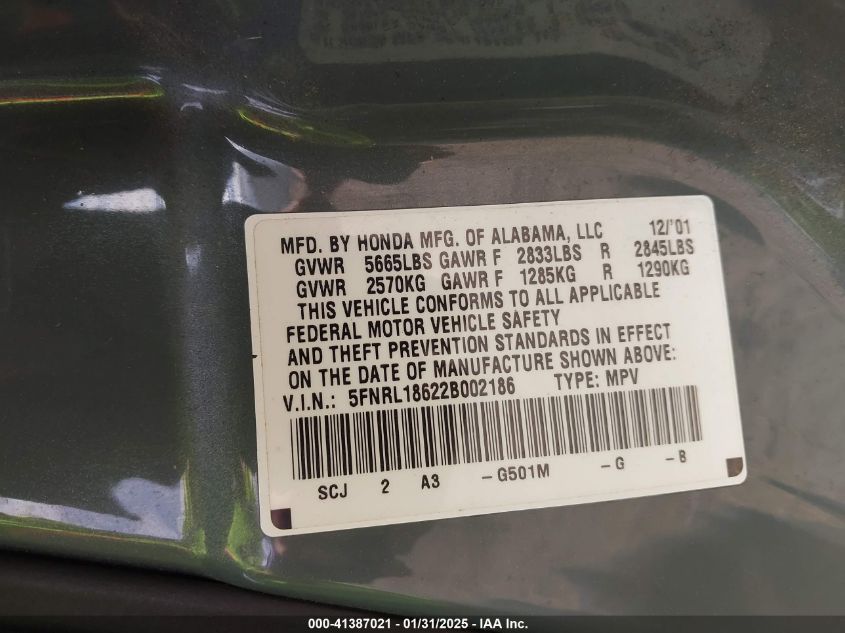 MFD. BY HONDA MFG. OF ALABAMA, LLC 12/'01
GVWR 5665LBS GAWR F 2833LBS R 2845LBS
GVWR 2570KG GAWR F 1285KG R 1290KG
THIS VEHICLE CONFORMS TO ALL APPLICABLE
FEDERAL MOTOR VEHICLE SAFETY
AND THEFT PREVENTION STANDARDS IN EFFECT
ON THE DATE OF MANUFACTURE SHOWN ABOVE:
V.I.N.: 5FNRL18622B002186 TYPE: MPV
SCJ 2 A3 -G501M -G -B
000-41387021 / 01/31/2025 - IAA Inc.